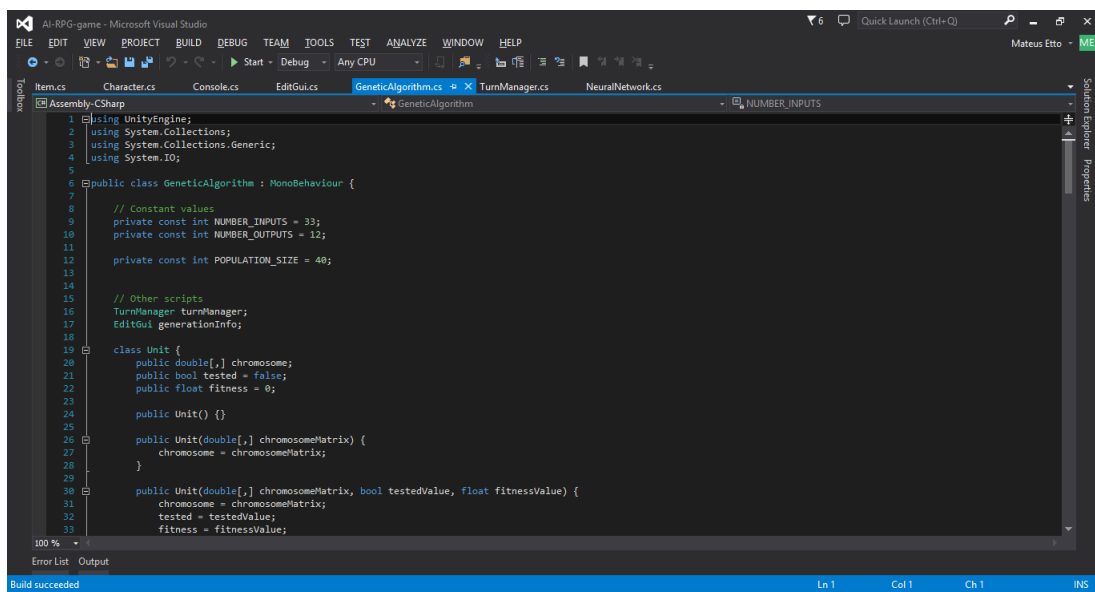 AI-RPG-game - Microsoft Visual Studio
6 Quick Launch (Ctrl+Q)
FILE EDIT VIEW PROJECT BUILD DEBUG TEAM TOOLS TEST ANALYZE WINDOW HELP
Mateus Etto ME
Start Debug Any CPU
Toolbox
Item.cs Character.cs Console.cs EditGui.cs GeneticAlgorithm.cs TurnManager.cs NeuralNetwork.cs
Assembly-CSharp GeneticAlgorithm NUMBER_INPUTS
1 using UnityEngine;
2 using System.Collections;
3 using System.Collections.Generic;
4 using System.IO;
5
6 public class GeneticAlgorithm : MonoBehaviour {
7
8 // Constant values
9 private const int NUMBER_INPUTS = 33;
10 private const int NUMBER_OUTPUTS = 12;
11
12 private const int POPULATION_SIZE = 40;
13
14
15 // Other scripts
16 TurnManager turnManager;
17 EditGui generationInfo;
18
19 class Unit {
20 public double[,] chromosome;
21 public bool tested = false;
22 public float fitness = 0;
23
24 public Unit() {}
25
26 public Unit(double[,] chromosomeMatrix) {
27 chromosome = chromosomeMatrix;
28 }
29
30 public Unit(double[,] chromosomeMatrix, bool testedValue, float fitnessValue) {
31 chromosome = chromosomeMatrix;
32 tested = testedValue;
33 fitness = fitnessValue;
Solution Explorer
Properties
100 %
Error List Output
Build succeeded Ln 1 Col 1 Ch 1 INS